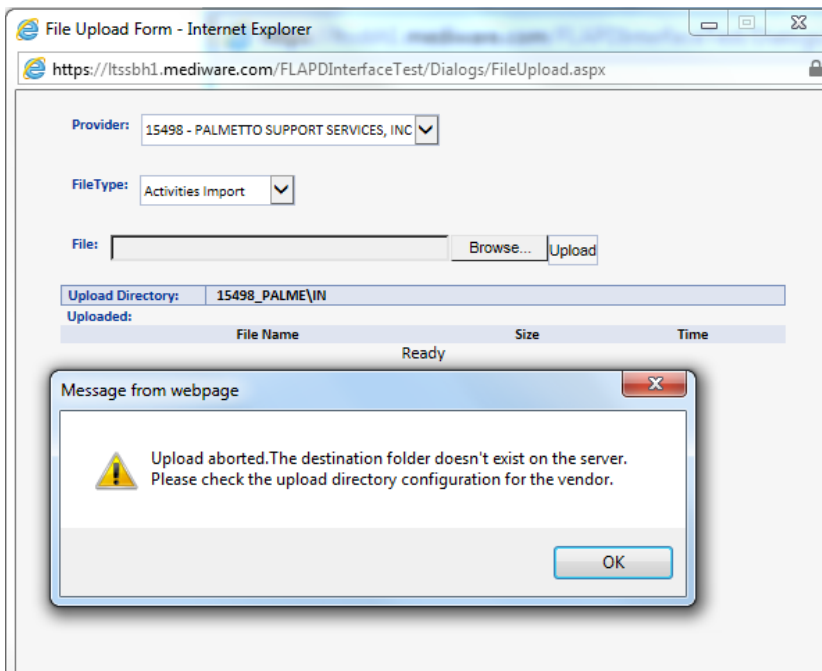 File Upload Form - Internet Explorer
https://ltssbh1.mediware.com/FLAPDInterfaceTest/Dialogs/FileUpload.aspx
Provider: 15498 - PALMETTO SUPPORT SERVICES, INC
FileType: Activities Import
File: Browse... Upload
Upload Directory: 15498_PALME\IN
Uploaded:
File Name Size Time
Ready
Message from webpage
Upload aborted.The destination folder doesn't exist on the server.
Please check the upload directory configuration for the vendor.
OK